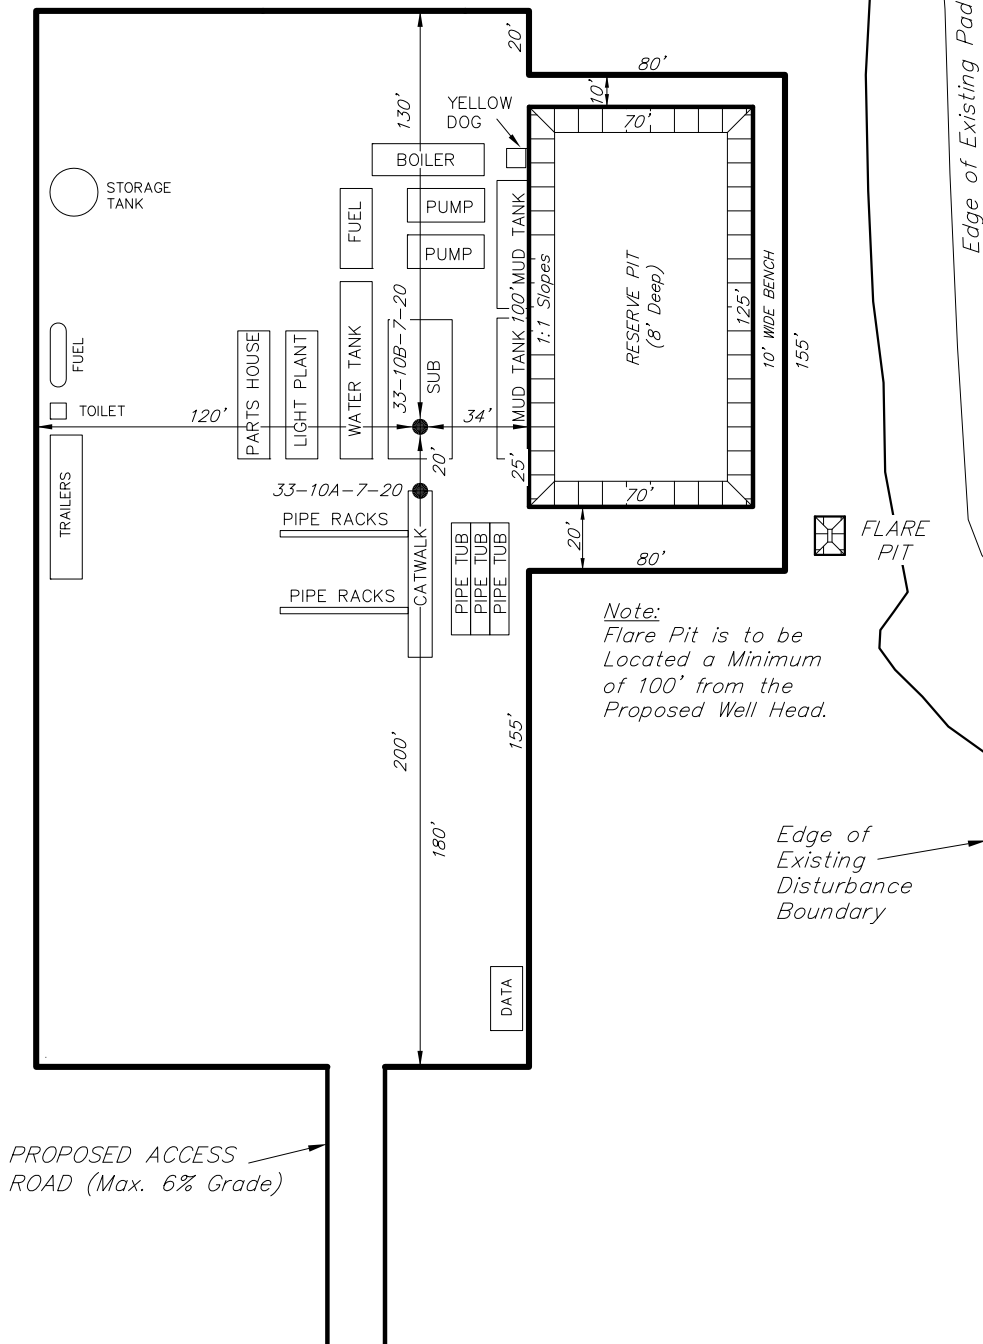 20'
80'
10'
Edge of Existing Pad
130'
YELLOW
DOG
70'
BOILER
STORAGE
TANK
FUEL
PUMP
PUMP
MUD TANK
100'
1:1 Slopes
RESERVE PIT
(8' Deep)
125'
10' WIDE BENCH
155'
33-10B-7-20
FUEL
PARTS HOUSE
LIGHT PLANT
WATER TANK
SUB
MUD TANK
TOILET
120'
34'
20'
25'
TRAILERS
33-10A-7-20
70'
PIPE RACKS
CATWALK
PIPE TUB
PIPE TUB
PIPE TUB
20'
FLARE
PIT
80'
PIPE RACKS
Note:
Flare Pit is to be
Located a Minimum
of 100' from the
Proposed Well Head.
200'
155'
180'
Edge of
Existing
Disturbance
Boundary
DATA
PROPOSED ACCESS
ROAD (Max. 6% Grade)